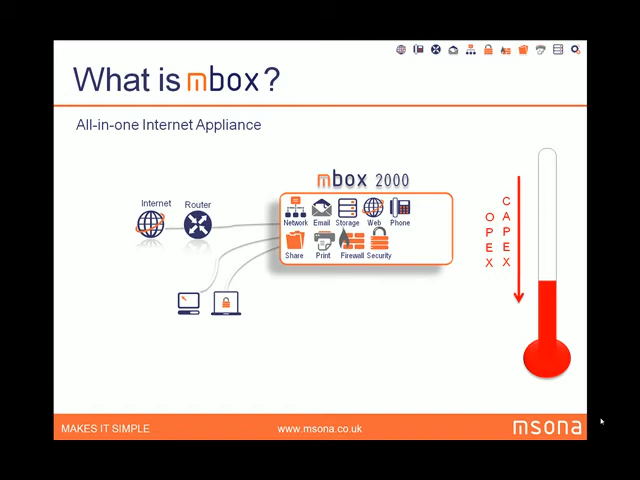 What is mbox?
All-in-one Internet Appliance
mbox 2000
Internet
Router
Network Email Storage Web Phone
Share Print Firewall Security
OPEX
CAPEX
MAKES IT SIMPLE
www.msona.co.uk
msona